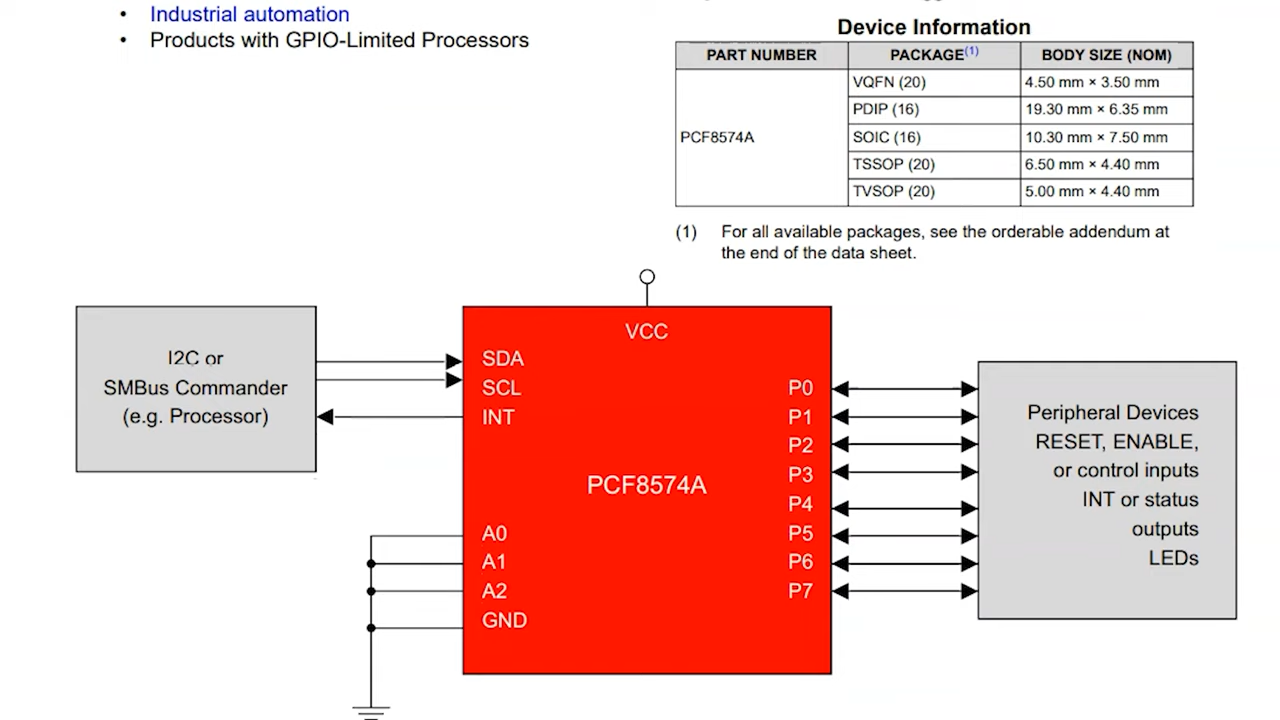 • Industrial automation
• Products with GPIO-Limited Processors
Device Information
PART NUMBER PACKAGE(1) BODY SIZE (NOM)
PCF8574A
VQFN (20) 4.50 mm × 3.50 mm
PDIP (16) 19.30 mm × 6.35 mm
SOIC (16) 10.30 mm × 7.50 mm
TSSOP (20) 6.50 mm × 4.40 mm
TVSOP (20) 5.00 mm × 4.40 mm
(1) For all available packages, see the orderable addendum at
the end of the data sheet.
I2C or
SMBus Commander
(e.g. Processor)
VCC
SDA
SCL
INT
PCF8574A
A0
A1
A2
GND
P0
P1
P2
P3
P4
P5
P6
P7
Peripheral Devices
RESET, ENABLE,
or control inputs
INT or status
outputs
LEDs